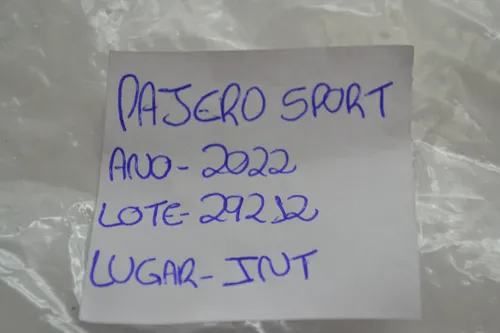 PAJERO SPORT
ANO-2022
LOTE-29212
LUGAR-INT